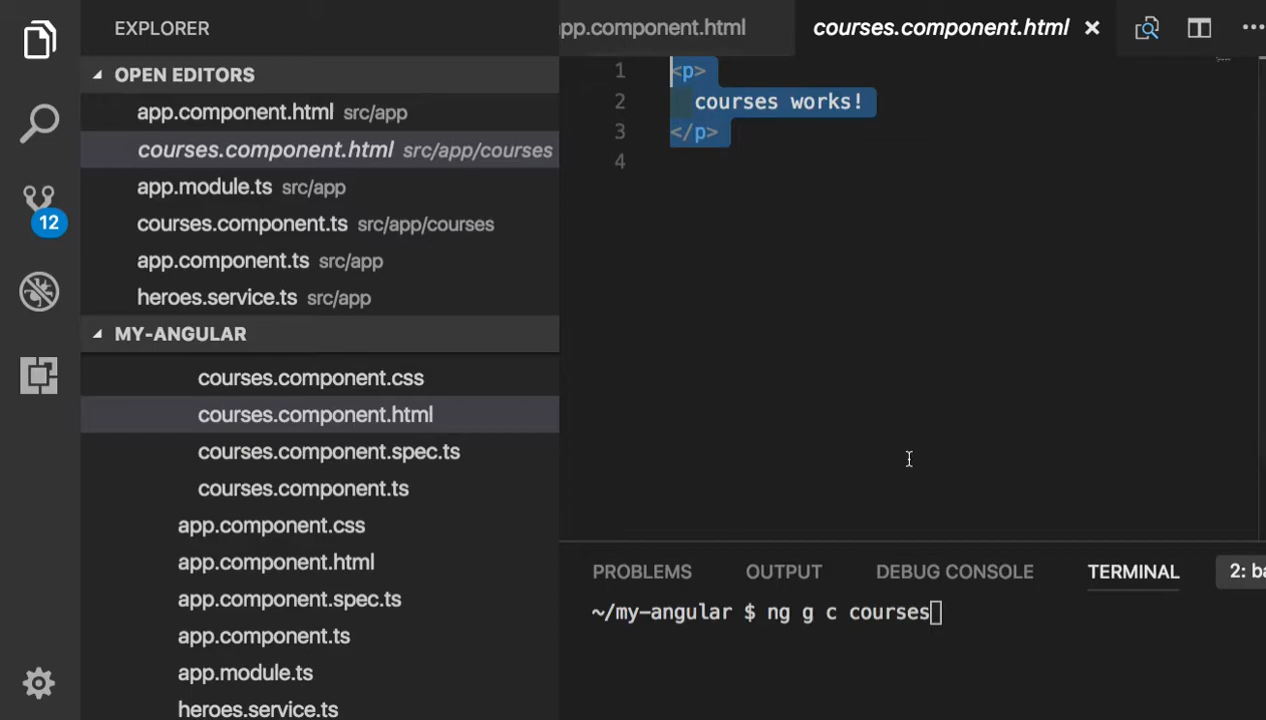 EXPLORER
OPEN EDITORS
app.component.html src/app
courses.component.html src/app/courses
app.module.ts src/app
courses.component.ts src/app/courses
app.component.ts src/app
heroes.service.ts src/app
12
MY-ANGULAR
courses.component.css
courses.component.html
courses.component.spec.ts
courses.component.ts
app.component.css
app.component.html
app.component.spec.ts
app.component.ts
app.module.ts
heroes.service.ts
app.component.html courses.component.html
1 <p>
2 courses works!
3 </p>
4
PROBLEMS OUTPUT DEBUG CONSOLE TERMINAL 2: ba
~/my-angular $ ng g c courses